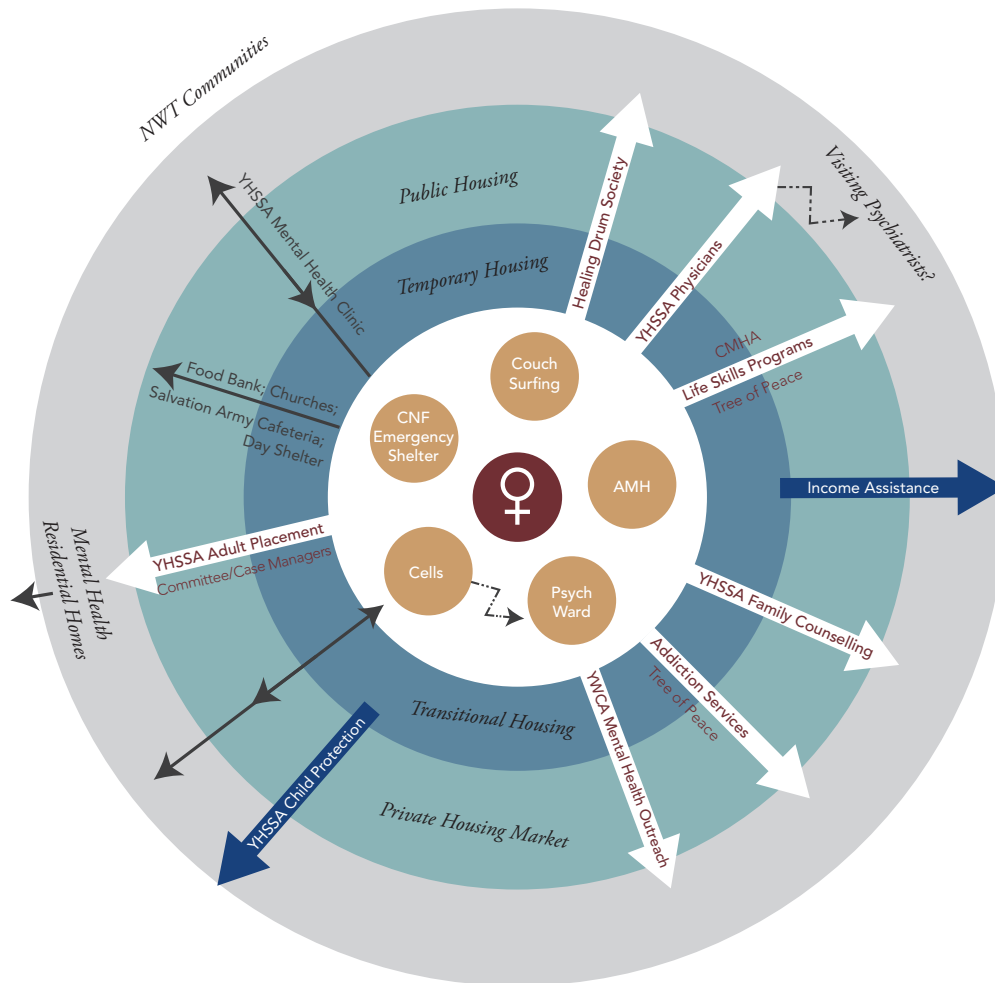 NWT Communities
Public Housing
Temporary Housing
Healing Drum Society
YHSSA Physicians
Visiting Psychiatrists?
CMHA
Life Skills Programs
Tree of Peace
Income Assistance
YHSSA Family Counselling
Addiction Services
Tree of Peace
YWCA Mental Health Outreach
Private Housing Market
Transitional Housing
YHSSA Child Protection
YHSSA Adult Placement
Committee/Case Managers
Mental Health
Residential Homes
Food Bank; Churches;
Salvation Army Cafeteria;
Day Shelter
YHSSA Mental Health Clinic
Couch
Surfing
CNF
Emergency
Shelter
AMH
Cells
Psych
Ward